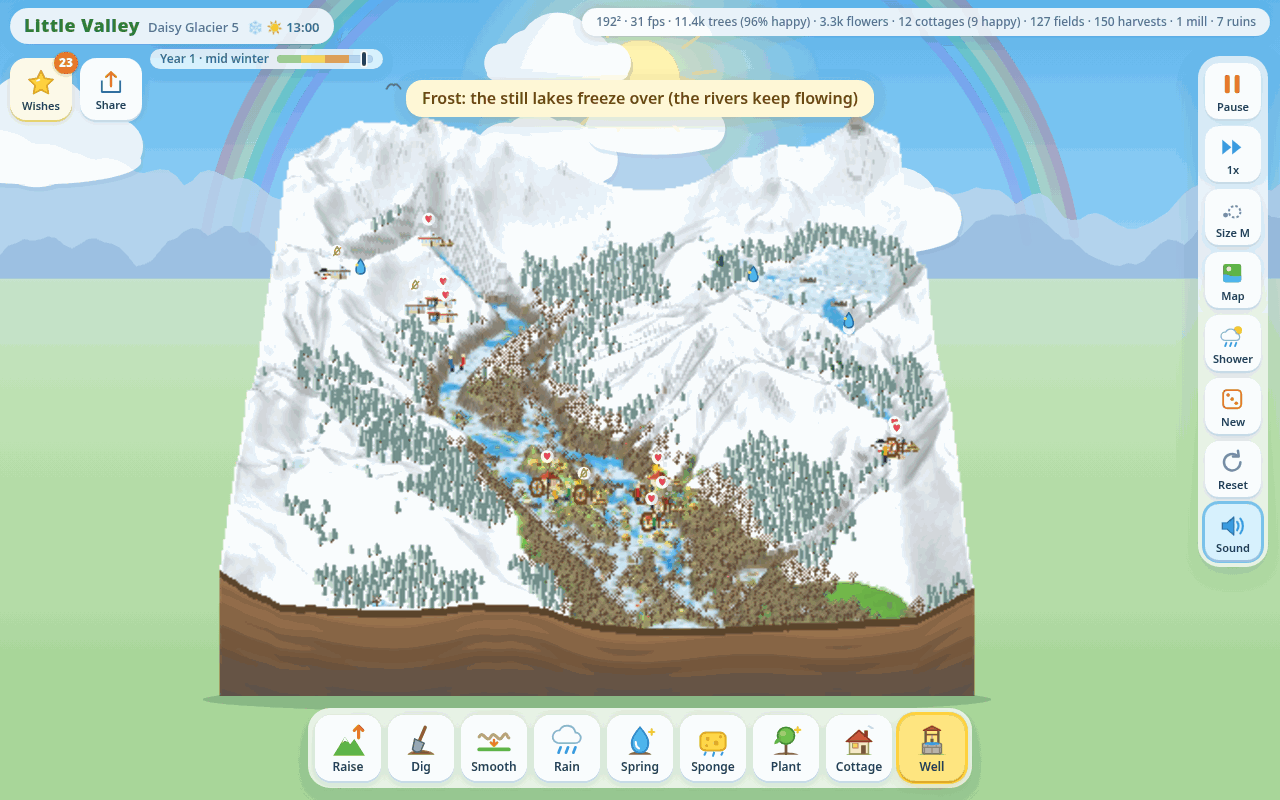 Little Valley Daisy Glacier 5 13:00
192² · 31 fps · 11.4k trees (96% happy) · 3.3k flowers · 12 cottages (9 happy) · 127 fields · 150 harvests · 1 mill · 7 ruins
Year 1 · mid winter
23
Wishes
Share
Frost: the still lakes freeze over (the rivers keep flowing)
Pause
1x
Size M
Map
Shower
New
Reset
Sound
Raise
Dig
Smooth
Rain
Spring
Sponge
Plant
Cottage
Well